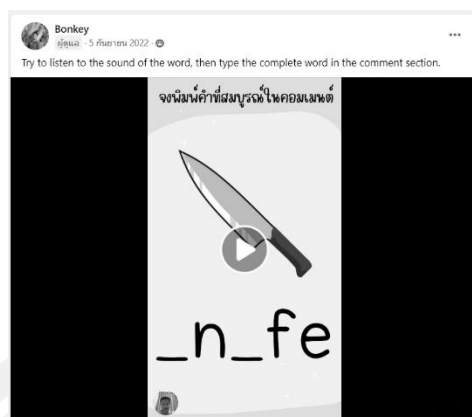 Bonkey
ผู้ดูแล · 5 กันยายน 2022 ·
Try to listen to the sound of the word, then type the complete word in the comment section.
จงพิมพ์คำที่สมบูรณ์ในคอมเมนต์
_n_fe